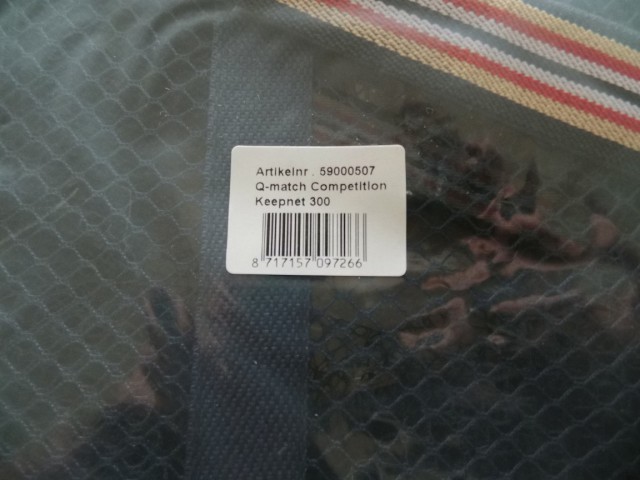 Artikelnr . 59000507
Q-match Competition
Keepnet 300
8 717157 097266